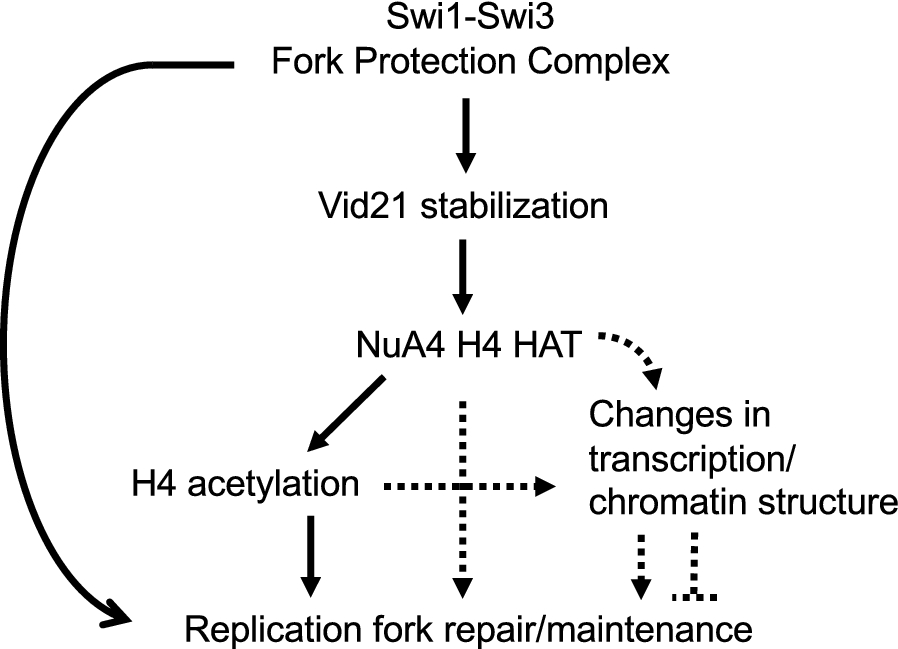 Swi1-Swi3
Fork Protection Complex
Vid21 stabilization
NuA4 H4 HAT
Changes in
transcription/
chromatin structure
H4 acetylation
Replication fork repair/maintenance